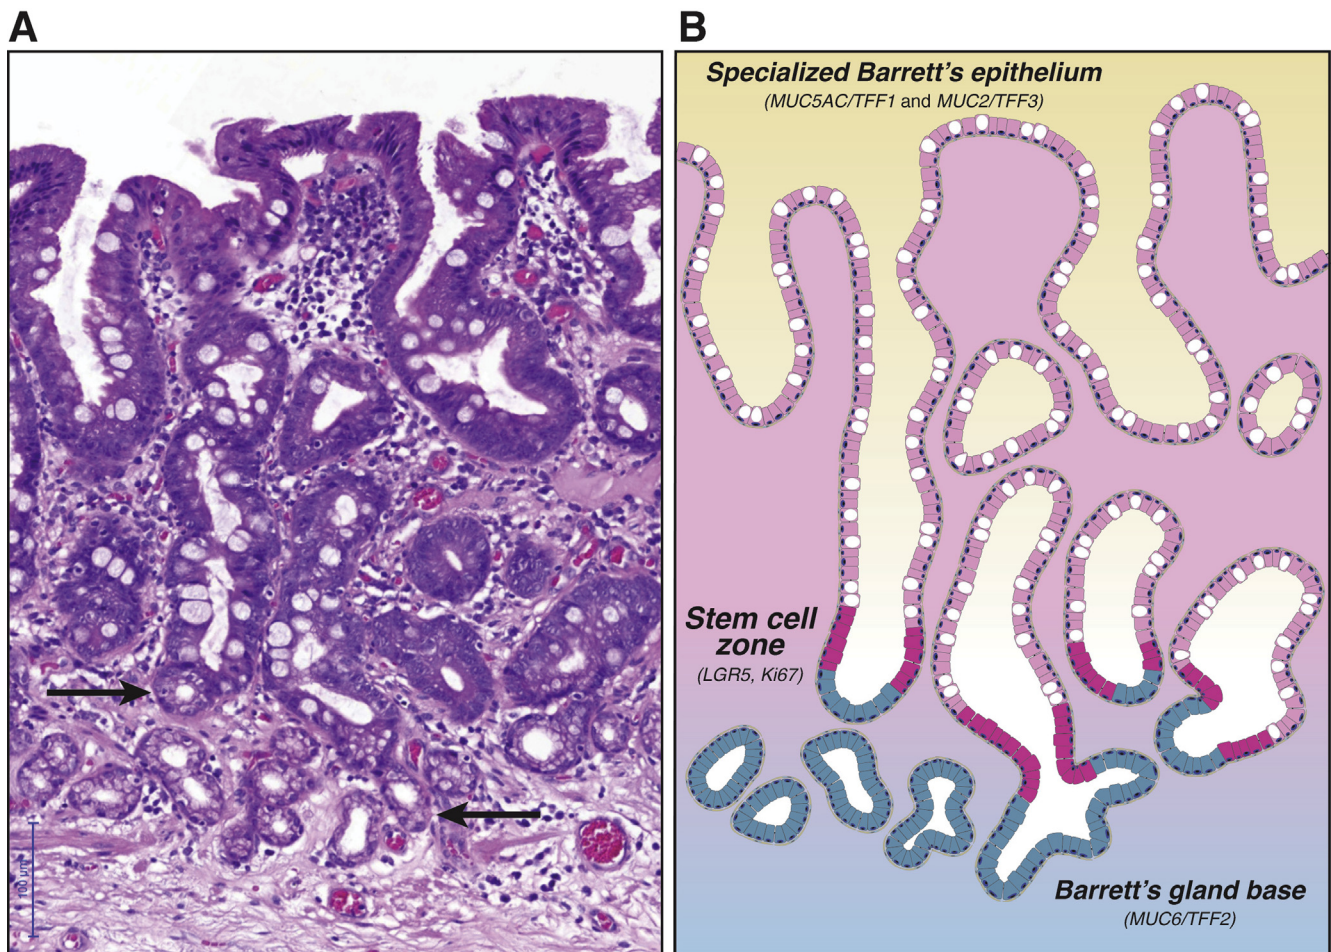 A
B
Specialized Barrett's epithelium
(MUC5AC/TFF1 and MUC2/TFF3)
Stem cell
zone
(LGR5, Ki67)
Barrett's gland base
(MUC6/TFF2)
100 µm